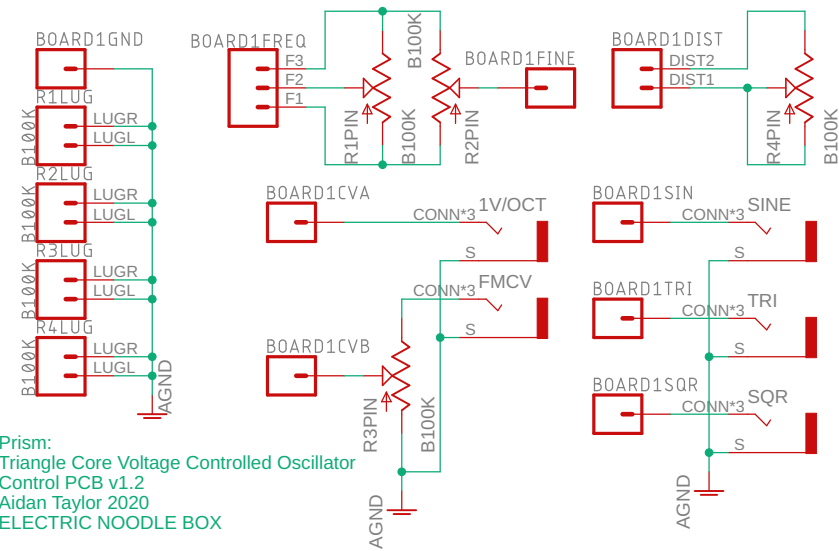 BOARD1GND
R1LUG
LUGR
LUGL
B100K
R2LUG
LUGR
LUGL
B100K
R3LUG
LUGR
LUGL
B100K
R4LUG
LUGR
LUGL
B100K
AGND
BOARD1FREQ
F3
F2
F1
R1PIN
B100K
B100K
R2PIN
BOARD1FINE
BOARD1DIST
DIST2
DIST1
R4PIN
B100K
BOARD1CVA
CONN*3
1V/OCT
S
CONN*3
FMCV
S
BOARD1CVB
R3PIN
B100K
AGND
BOARD1SIN
CONN*3
SINE
S
BOARD1TRI
CONN*3
TRI
S
BOARD1SQR
CONN*3
SQR
S
AGND
Prism:
Triangle Core Voltage Controlled Oscillator
Control PCB v1.2
Aidan Taylor 2020
ELECTRIC NOODLE BOX